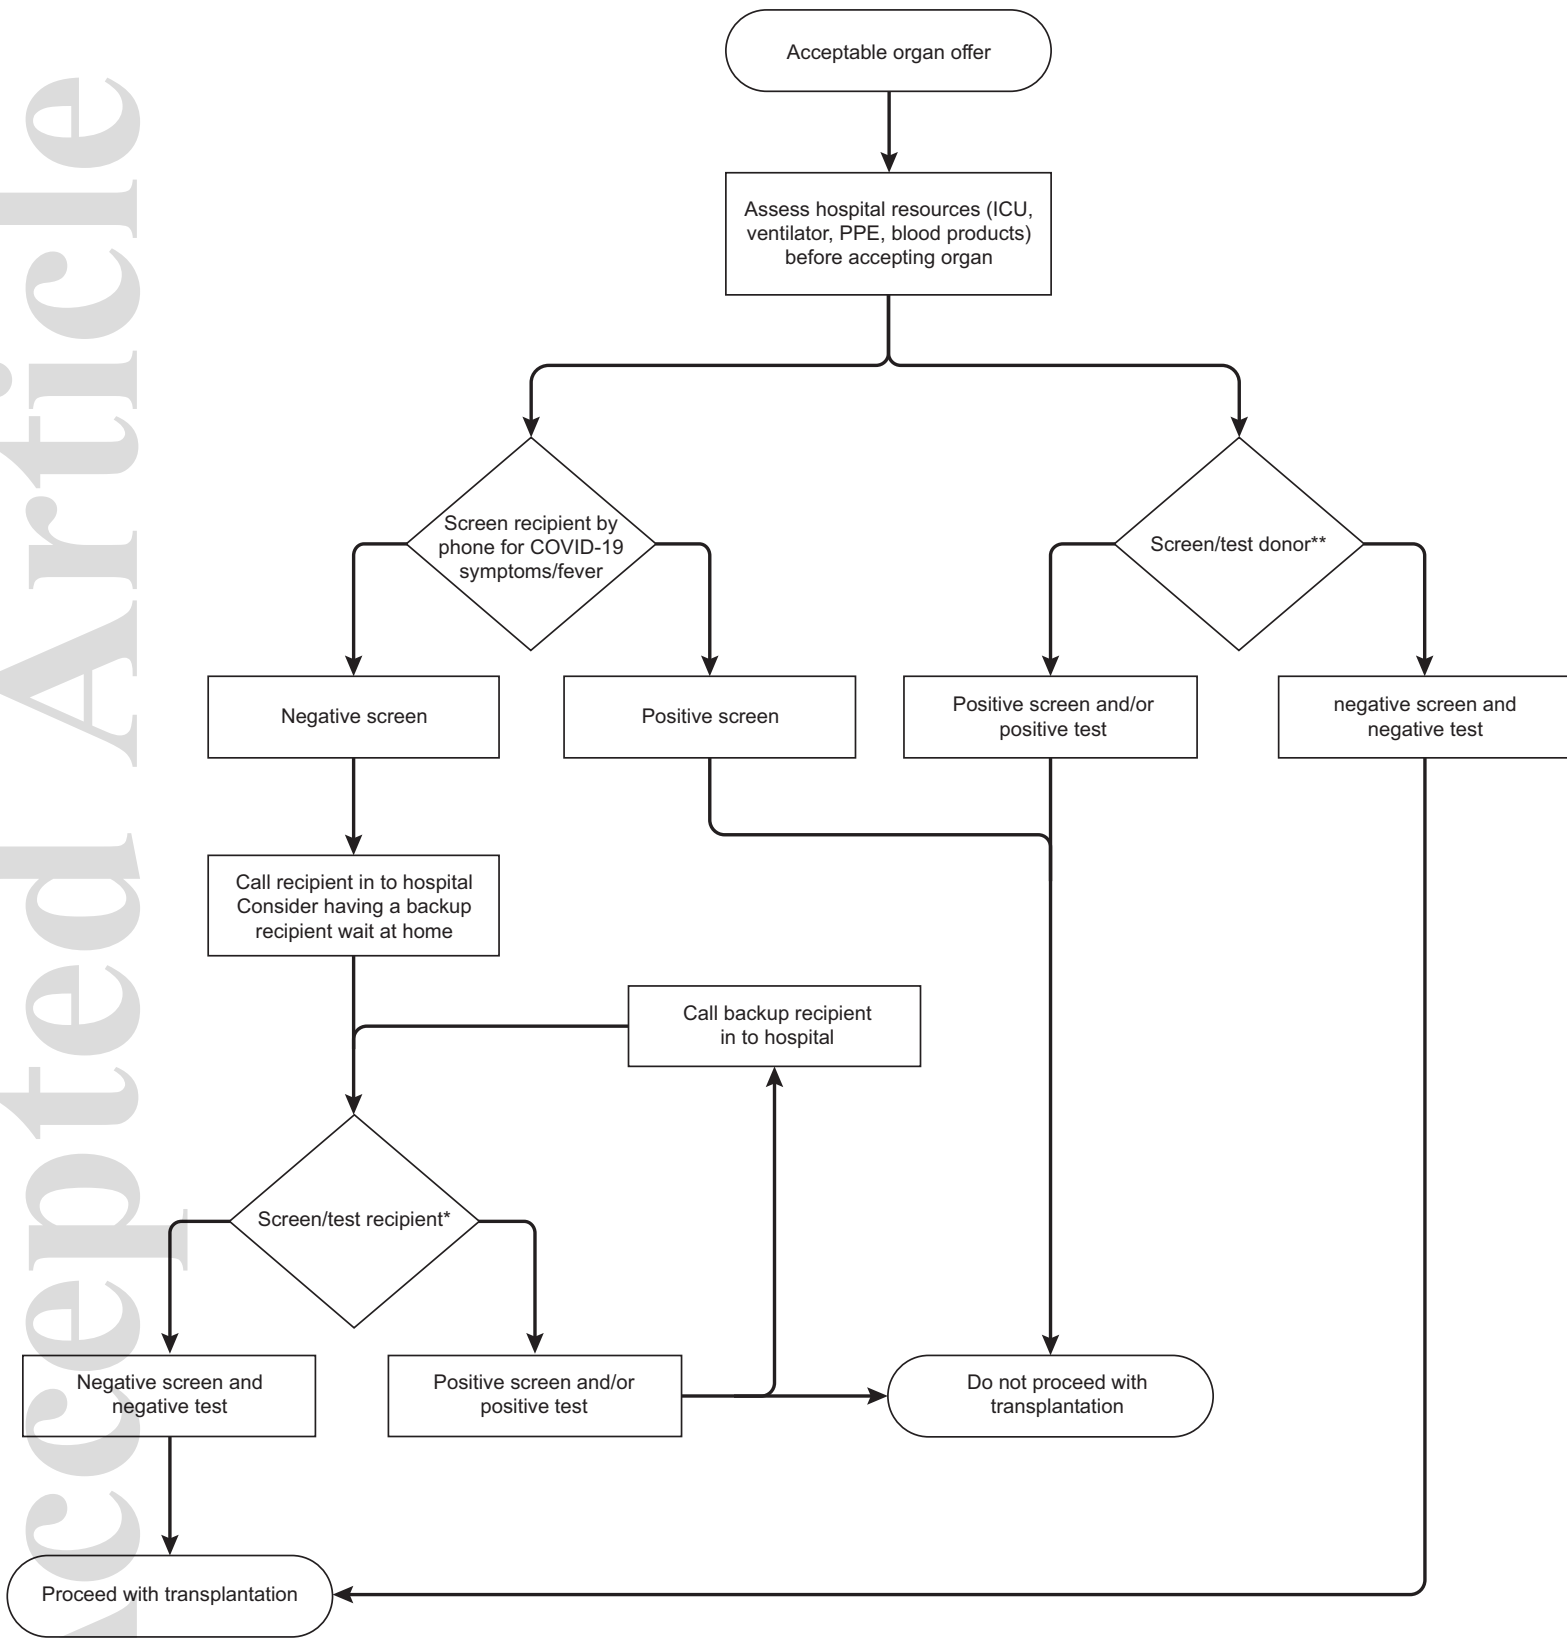 Accepted Article
Acceptable organ offer
Assess hospital resources (ICU,
ventilator, PPE, blood products)
before accepting organ
Screen recipient by
phone for COVID-19
symptoms/fever
Screen/test donor**
Negative screen
Positive screen
Positive screen and/or
positive test
negative screen and
negative test
Call recipient in to hospital
Consider having a backup
recipient wait at home
Call backup recipient
in to hospital
Screen/test recipient*
Negative screen and
negative test
Positive screen and/or
positive test
Do not proceed with
transplantation
Proceed with transplantation